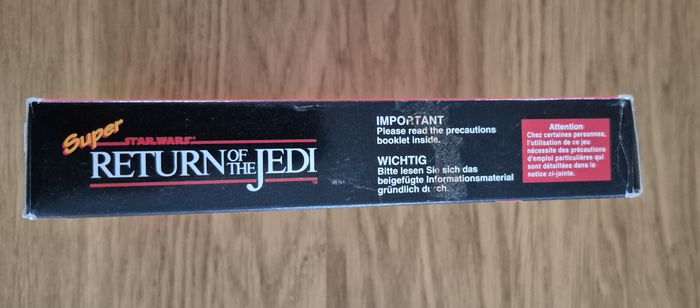 Super
STAR WARS
RETURN OF THE JEDI
IMPORTANT
Please read the precautions
booklet inside.
WICHTIG
Bitte lesen Sie sich das
beigefügte Informationsmaterial
gründlich durch.
Attention
Chez certaines personnes,
l'utilisation de ce jeu
nécessite des précautions
d'emploi particulières qui
sont détaillées dans la
notice ci-jointe.